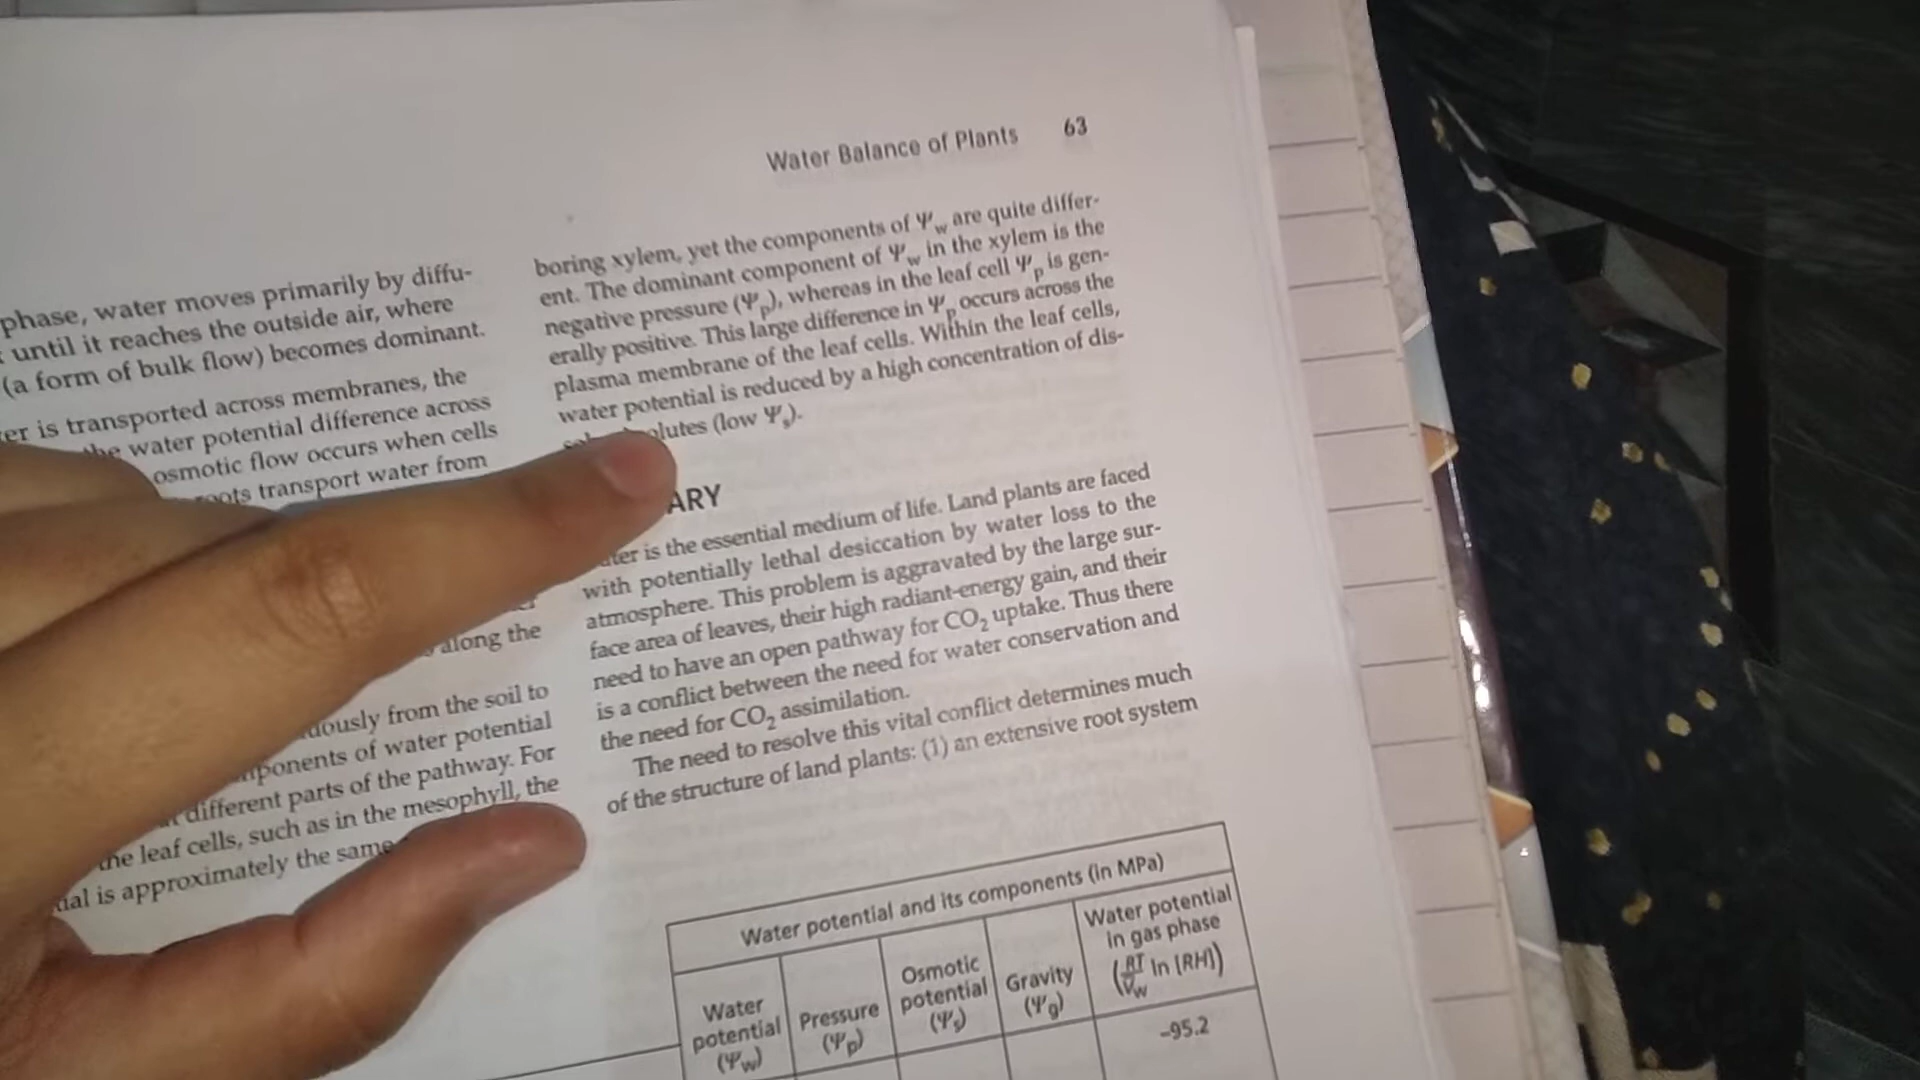 Water Balance of Plants 63
phase, water moves primarily by diffu-
until it reaches the outside air, where
(a form of bulk flow) becomes dominant.
is transported across membranes, the
water potential difference across
osmotic flow occurs when cells
transport water from
along the
from the soil to
of water potential
different parts of the pathway. For
the leaf cells, such as in the mesophyll, the
is approximately the same
boring xylem, yet the components of Ψw are quite differ-
ent. The dominant component of Ψw in the xylem is the
negative pressure (Ψp), whereas in the leaf cell Ψp is gen-
erally positive. This large difference in Ψp occurs across the
plasma membrane of the leaf cells. Within the leaf cells,
water potential is reduced by a high concentration of dis-
(low Ψs).
ARY
is the essential medium of life. Land plants are faced
with potentially lethal desiccation by water loss to the
atmosphere. This problem is aggravated by the large sur-
face area of leaves, their high radiant-energy gain, and their
need to have an open pathway for CO2 uptake. Thus there
is a conflict between the need for water conservation and
the need for CO2 assimilation.
The need to resolve this vital conflict determines much
of the structure of land plants: (1) an extensive root system
Water potential and its components (in MPa)
Water
potential
(Ψw)
Pressure
(Ψp)
Osmotic
potential
(Ψs)
Gravity
(Ψg)
Water potential
in gas phase
(RT/V̄w ln [RH])
–95.2